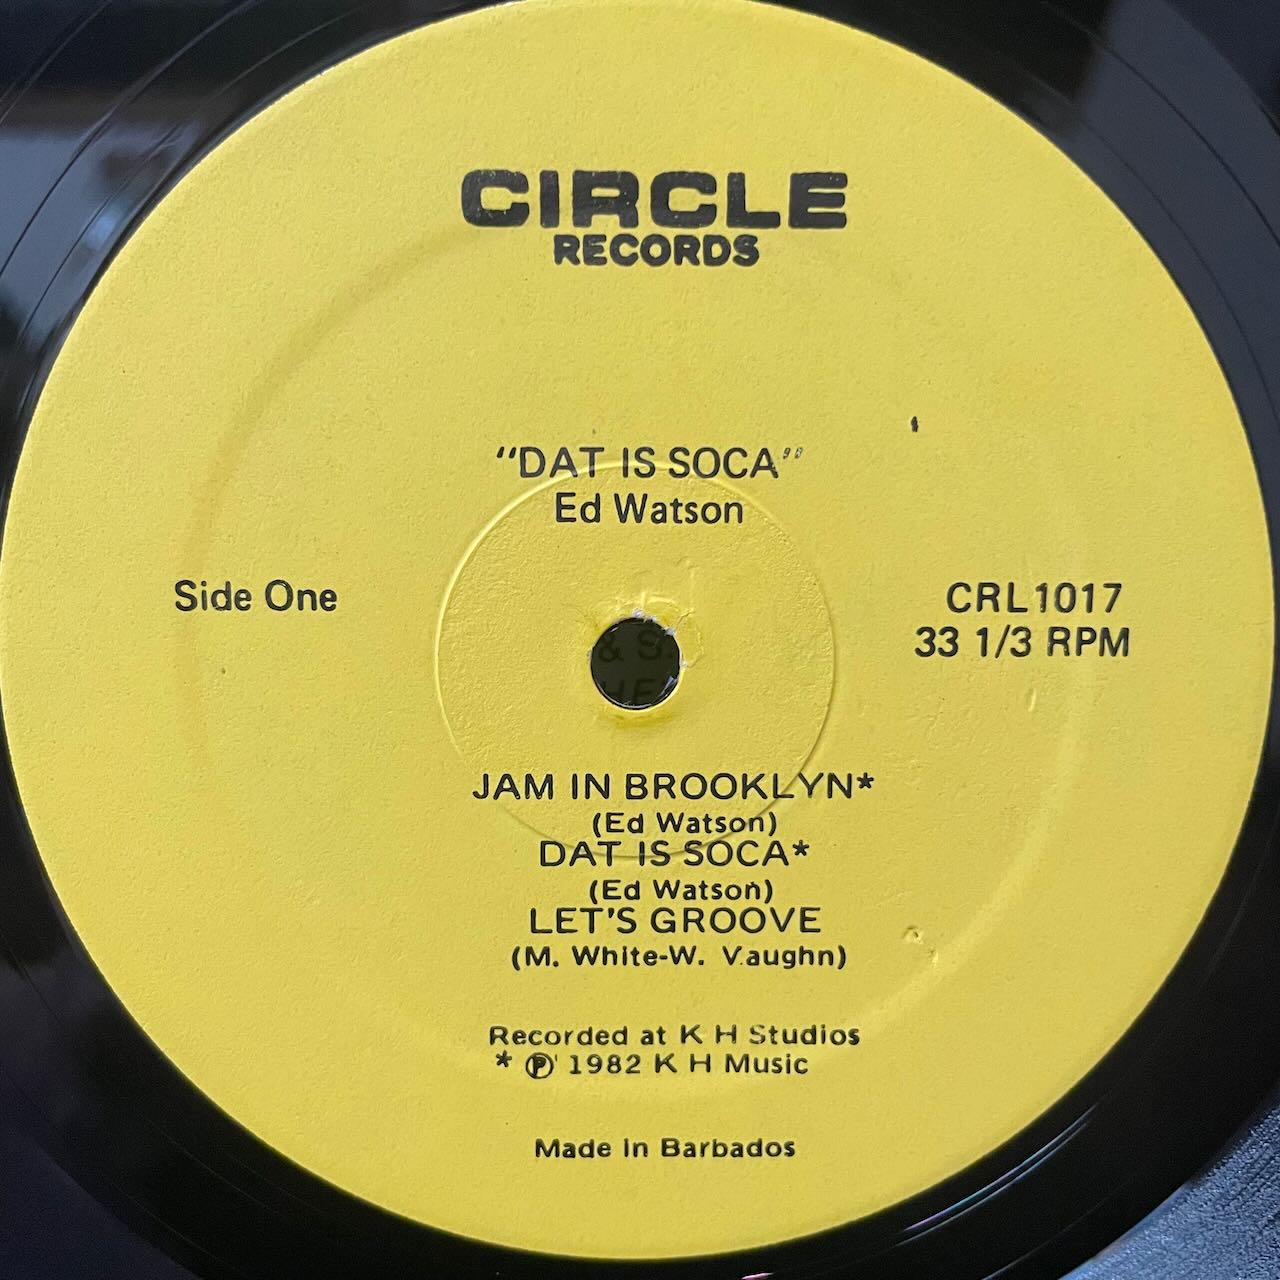 CIRCLE
RECORDS
"DAT IS SOCA"
Ed Watson
Side One
CRL1017
33 1/3 RPM
JAM IN BROOKLYN*
(Ed Watson)
DAT IS SOCA*
(Ed Watson)
LET'S GROOVE
(M. White-W. Vaughn)
Recorded at K H Studios
* ℗ 1982 K H Music
Made in Barbados